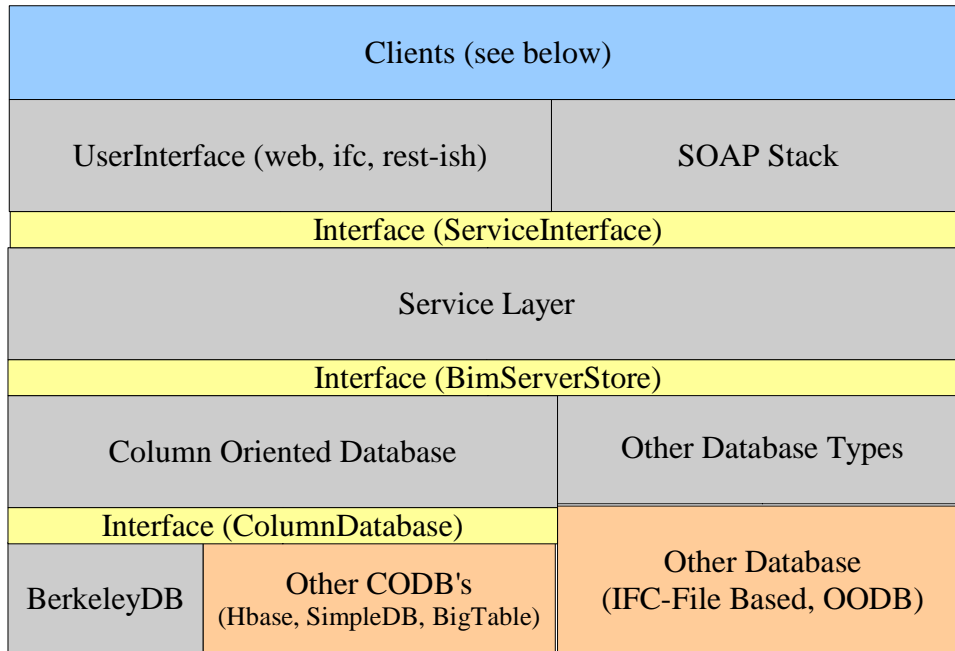 Clients (see below)
UserInterface (web, ifc, rest-ish)
SOAP Stack
Interface (ServiceInterface)
Service Layer
Interface (BimServerStore)
Column Oriented Database
Other Database Types
Interface (ColumnDatabase)
BerkeleyDB
Other CODB's
(Hbase, SimpleDB, BigTable)
Other Database
(IFC-File Based, OODB)